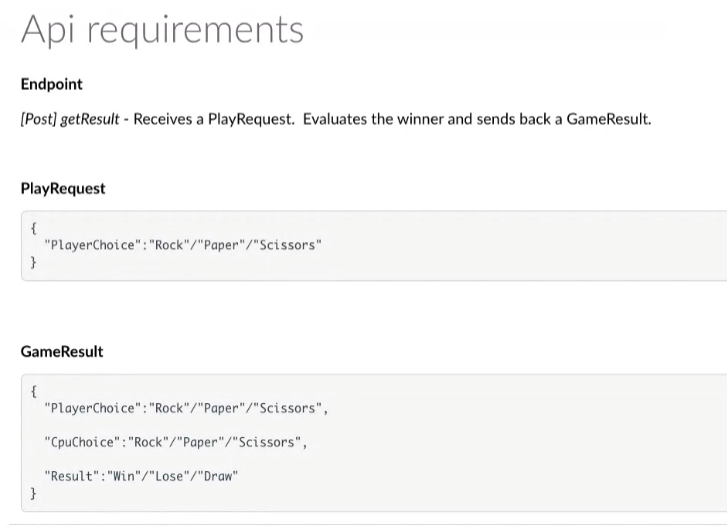 Api requirements
Endpoint
[Post] getResult - Receives a PlayRequest. Evaluates the winner and sends back a GameResult.
PlayRequest
{
"PlayerChoice":"Rock"/"Paper"/"Scissors"
}
GameResult
{
"PlayerChoice":"Rock"/"Paper"/"Scissors",
"CpuChoice":"Rock"/"Paper"/"Scissors",
"Result":"Win"/"Lose"/"Draw"
}